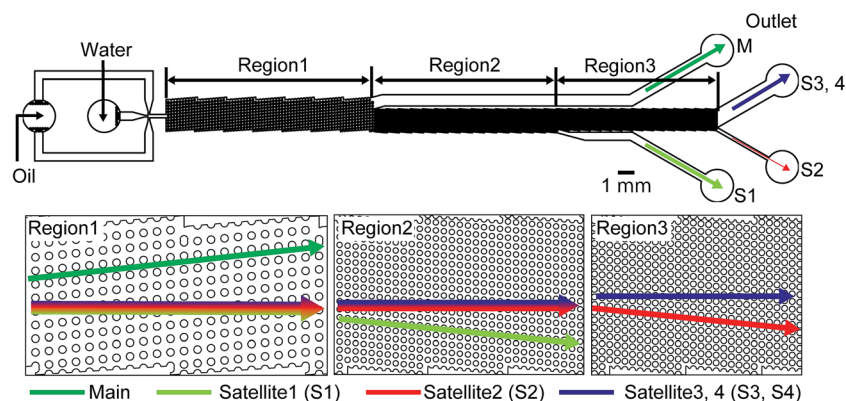 Outlet
Water
M
Region1
Region2
Region3
S3, 4
Oil
S2
1 mm
S1
Region1
Region2
Region3
Main
Satellite1 (S1)
Satellite2 (S2)
Satellite3, 4 (S3, S4)